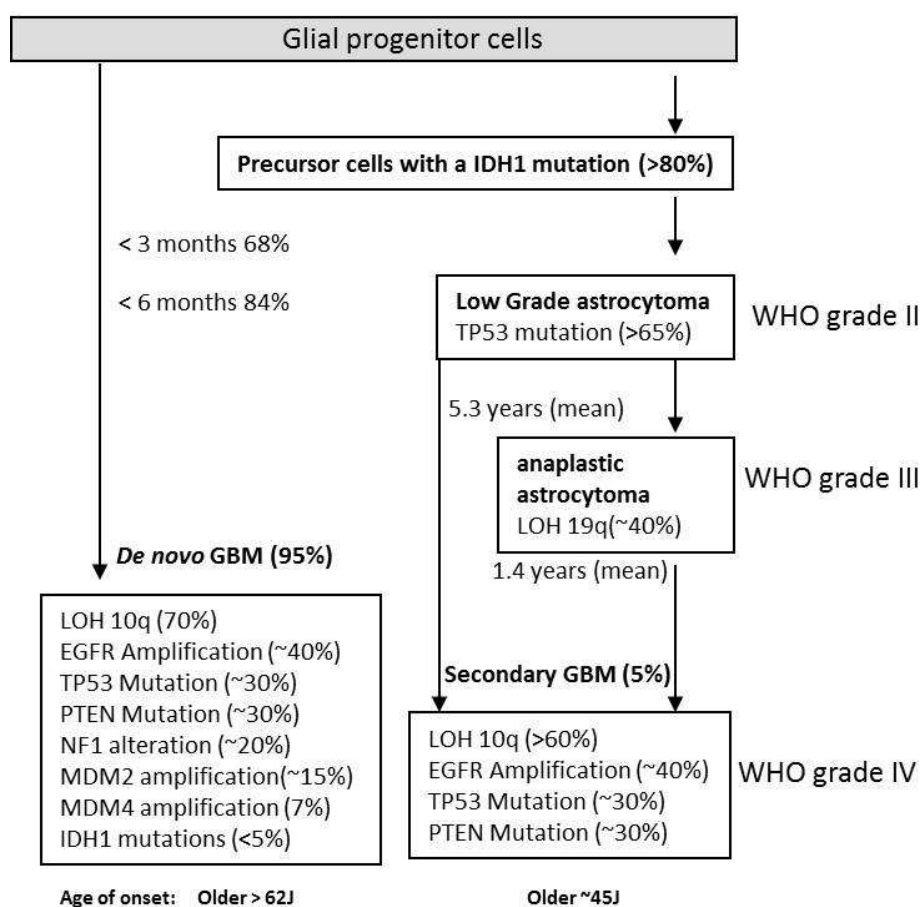 Glial progenitor cells
Precursor cells with a IDH1 mutation (>80%)
< 3 months 68%
< 6 months 84%
Low Grade astrocytoma
TP53 mutation (>65%)
WHO grade II
5.3 years (mean)
anaplastic
astrocytoma
LOH 19q(~40%)
WHO grade III
1.4 years (mean)
De novo GBM (95%)
LOH 10q (70%)
EGFR Amplification (~40%)
TP53 Mutation (~30%)
PTEN Mutation (~30%)
NF1 alteration (~20%)
MDM2 amplification(~15%)
MDM4 amplification (7%)
IDH1 mutations (<5%)
Secondary GBM (5%)
LOH 10q (>60%)
EGFR Amplification (~40%)
TP53 Mutation (~30%)
PTEN Mutation (~30%)
WHO grade IV
Age of onset: Older > 62J
Older ~45J